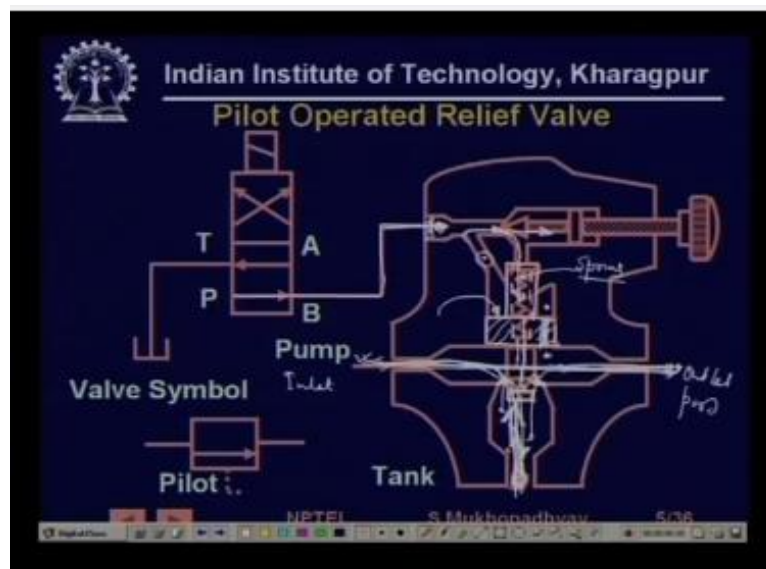 Indian Institute of Technology, Kharagpur
Pilot Operated Relief Valve
T A
P B
Spring
Pump
Inlet
Outlet
port
Valve Symbol
Pilot
Tank
NPTEL S.Mukhopadhyay 5/36